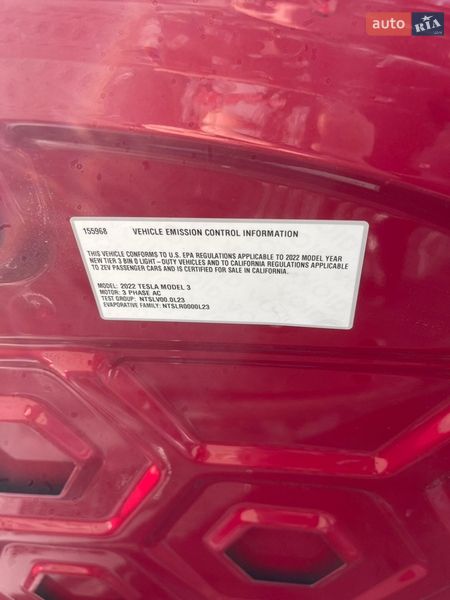 auto RIA
.com
155968 VEHICLE EMISSION CONTROL INFORMATION
THIS VEHICLE CONFORMS TO U.S. EPA REGULATIONS APPLICABLE TO 2022 MODEL YEAR
NEW TIER 3 BIN 0 LIGHT-DUTY VEHICLES AND TO CALIFORNIA REGULATIONS APPLICABLE
TO ZEV PASSENGER CARS AND IS CERTIFIED FOR SALE IN CALIFORNIA.
MODEL: 2022 TESLA MODEL 3
MOTOR: 3 PHASE AC
TEST GROUP: NTSLV00.0L23
EVAPORATIVE FAMILY: NTSLR0000L23